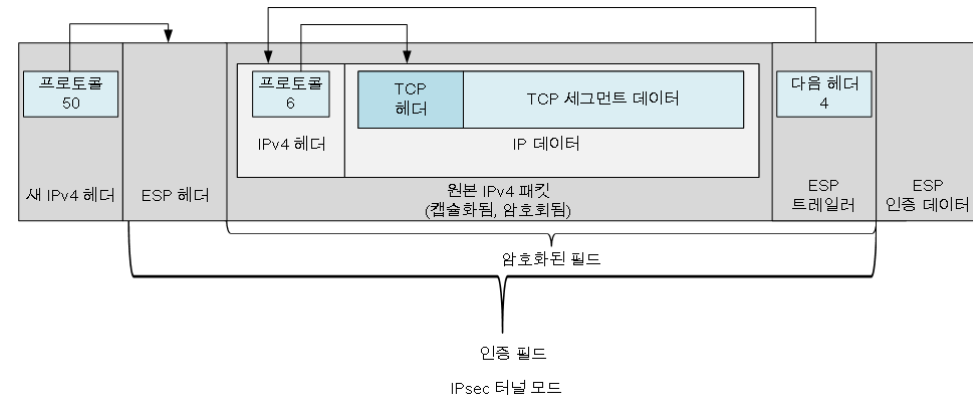 프로토콜
50
프로토콜
6
TCP
헤더
TCP 세그먼트 데이터
다음 헤더
4
IPv4 헤더
IP 데이터
새 IPv4 헤더
ESP 헤더
원본 IPv4 패킷
(캡슐화됨, 암호회됨)
ESP
트레일러
ESP
인증 데이터
암호화된 필드
인증 필드
IPsec 터널 모드